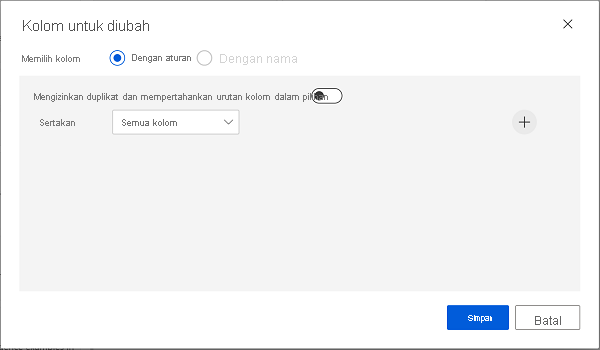 Kolom untuk diubah
Memilih kolom Dengan aturan Dengan nama
Mengizinkan duplikat dan mempertahankan urutan kolom dalam pilihan
Sertakan Semua kolom
Simpan Batal